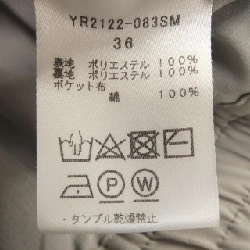 YR2122-083SM
36
表地 ポリエステル 100%
裏地 ポリエステル 100%
ポケット布
綿 100%
P W
・タンブル乾燥禁止